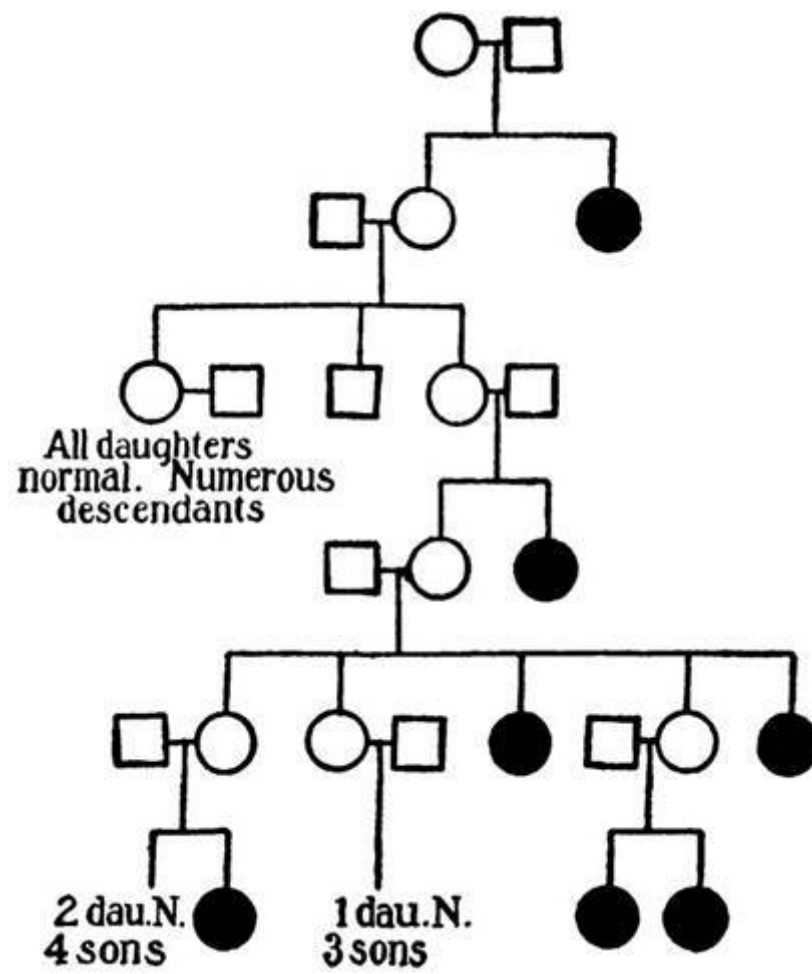 All daughters
normal. Numerous
descendants
2 dau.N.
4 sons
1 dau.N.
3 sons